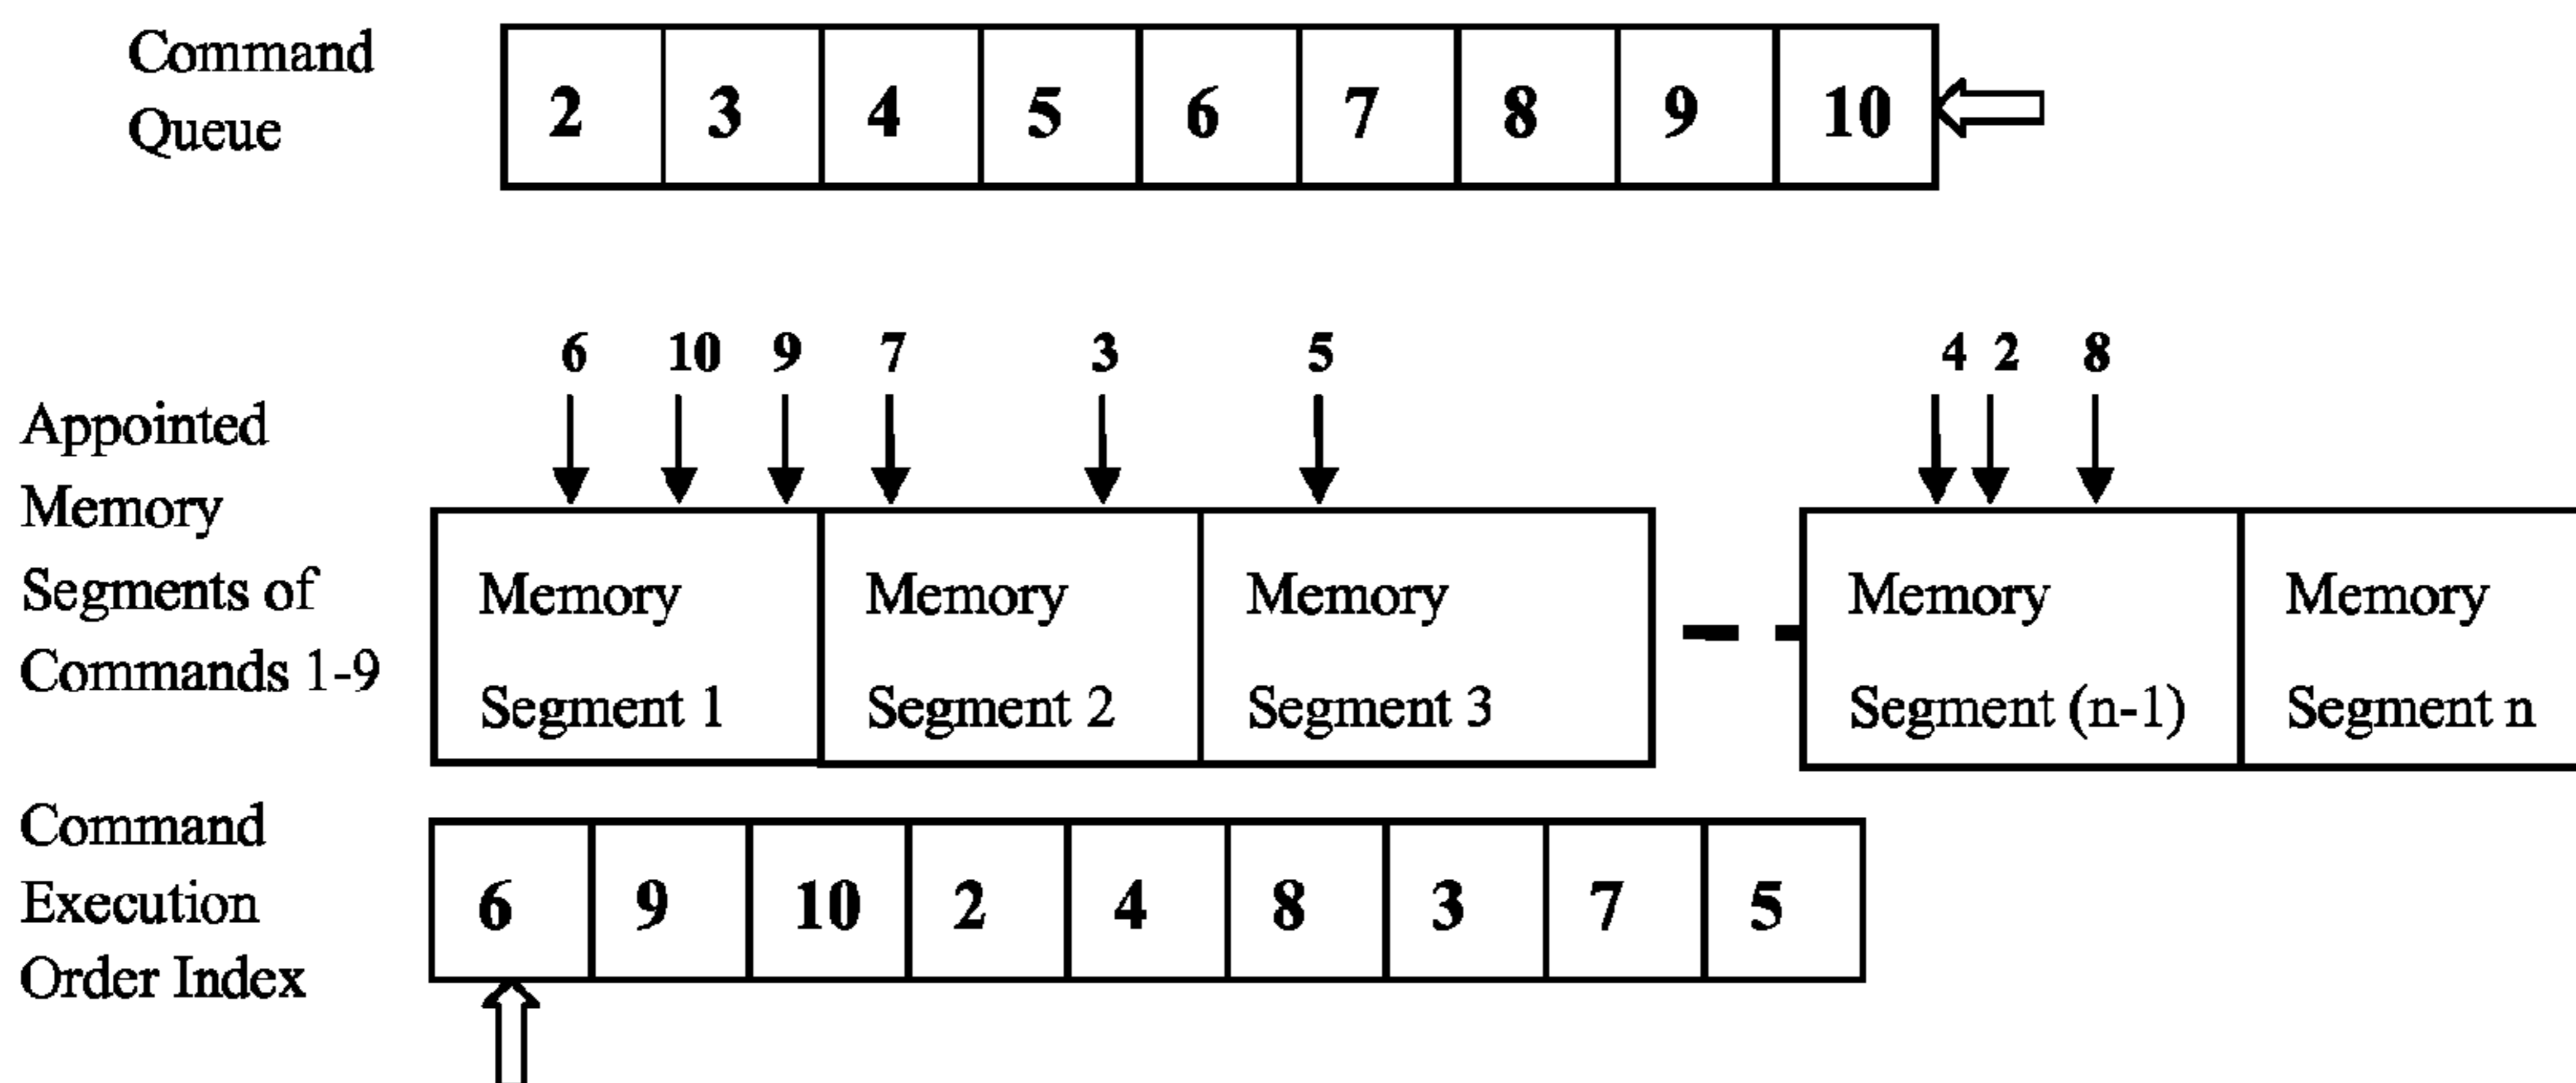 Command
Queue
2 3 4 5 6 7 8 9 10
6 10 9 7 3 5 4 2 8
Appointed
Memory
Segments of
Commands 1-9
Memory
Segment 1
Memory
Segment 2
Memory
Segment 3
Memory
Segment (n-1)
Memory
Segment n
Command
Execution
Order Index
6 9 10 2 4 8 3 7 5